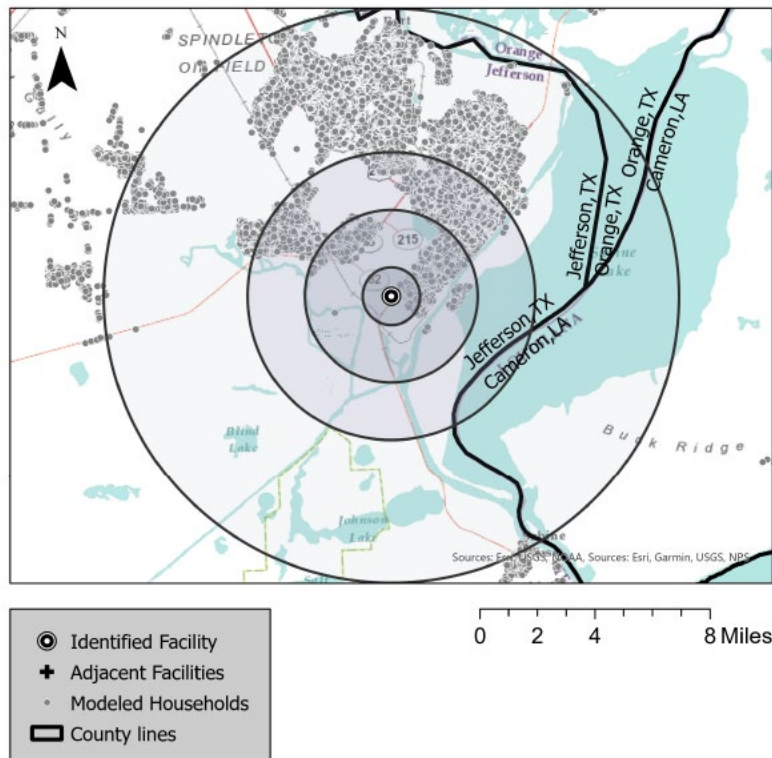 N
SPINDLET
OIL FIELD
Orange
Jefferson
215
Jefferson, TX
Orange, TX
Orange, TX
Cameron, LA
Lake
Jefferson, TX
Cameron, LA
Blind
Lake
Buck Ridge
Johnson
Lake
Sources: Esri, USGS, NOAA, Sources: Esri, Garmin, USGS, NPS
Identified Facility
Adjacent Facilities
Modeled Households
County lines
0 2 4 8 Miles